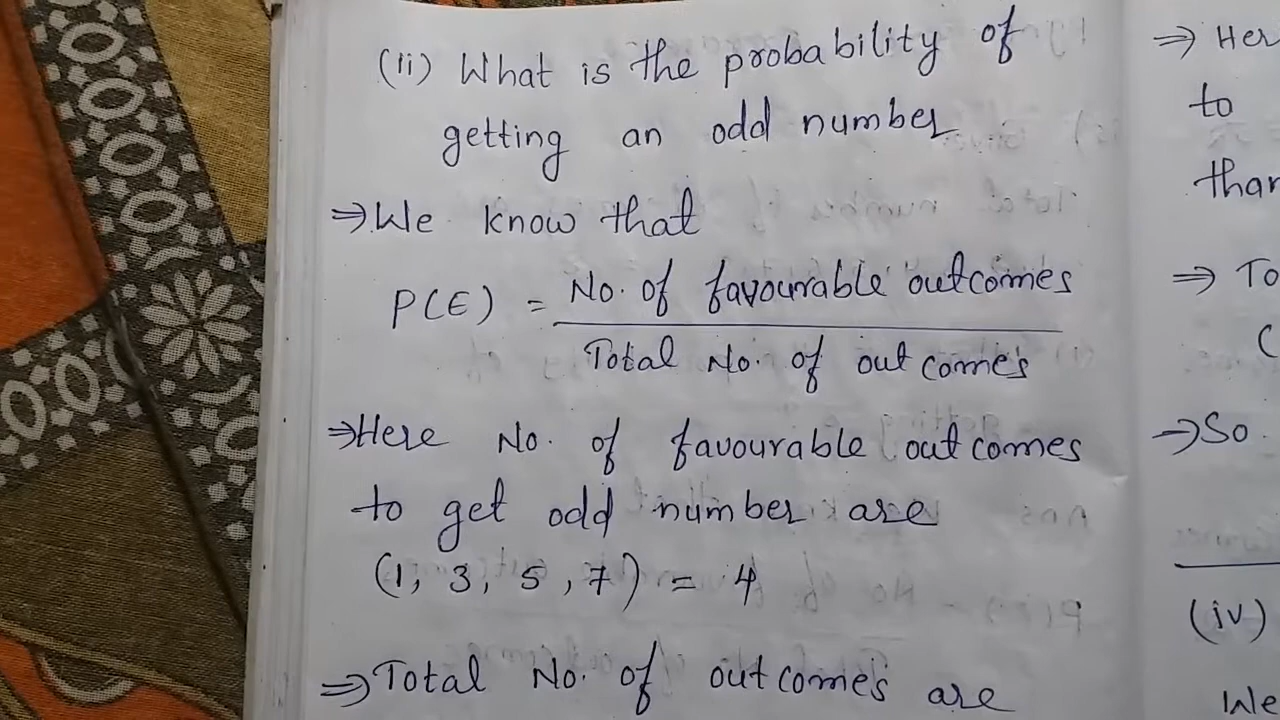 (ii) What is the probability of
getting an odd number
⇒ We know that
P(E) = No. of favourable outcomes
Total No. of outcomes
⇒ Here No. of favourable outcomes
to get odd number are
(1, 3, 5, 7) = 4
⇒ Total No. of outcomes are
⇒ Her
to
than
⇒ To
(
→ So
(iv)
We